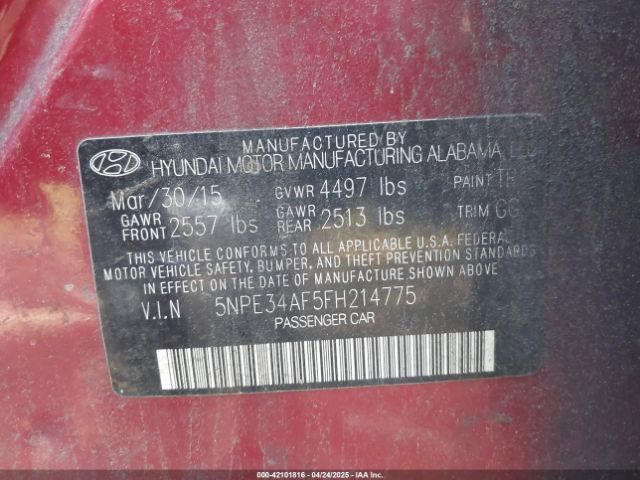 MANUFACTURED BY
HYUNDAI MOTOR MANUFACTURING ALABAMA,
Mar/30/15 GVWR 4497 lbs PAINT TR
GAWR FRONT 2557 lbs GAWR REAR 2513 lbs TRIM
THIS VEHICLE CONFORMS TO ALL APPLICABLE U.S.A. FEDERAL
MOTOR VEHICLE SAFETY, BUMPER, AND THEFT PREVENTION
STANDARDS IN EFFECT ON THE DATE OF MANUFACTURE SHOWN ABOVE
V.I.N 5NPE34AF5FH214775
PASSENGER CAR
000-42101816 - 04/24/2025 - IAA Inc.